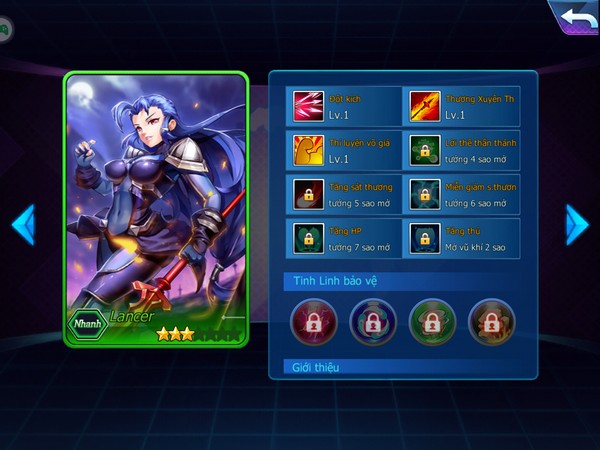 Đột kích
Lv.1
Thương Xuyên Th
Lv.1
Thí luyện vô giá
Lv.1
Lời thề thần thánh
tướng 4 sao mở
Tăng sát thương
tướng 5 sao mở
Miễn giảm s.thươn
tướng 6 sao mở
Tăng HP
tướng 7 sao mở
Tăng thủ
Mở vũ khí 2 sao
Lancer
Nhanh
Tinh Linh bảo vệ
Giới thiệu